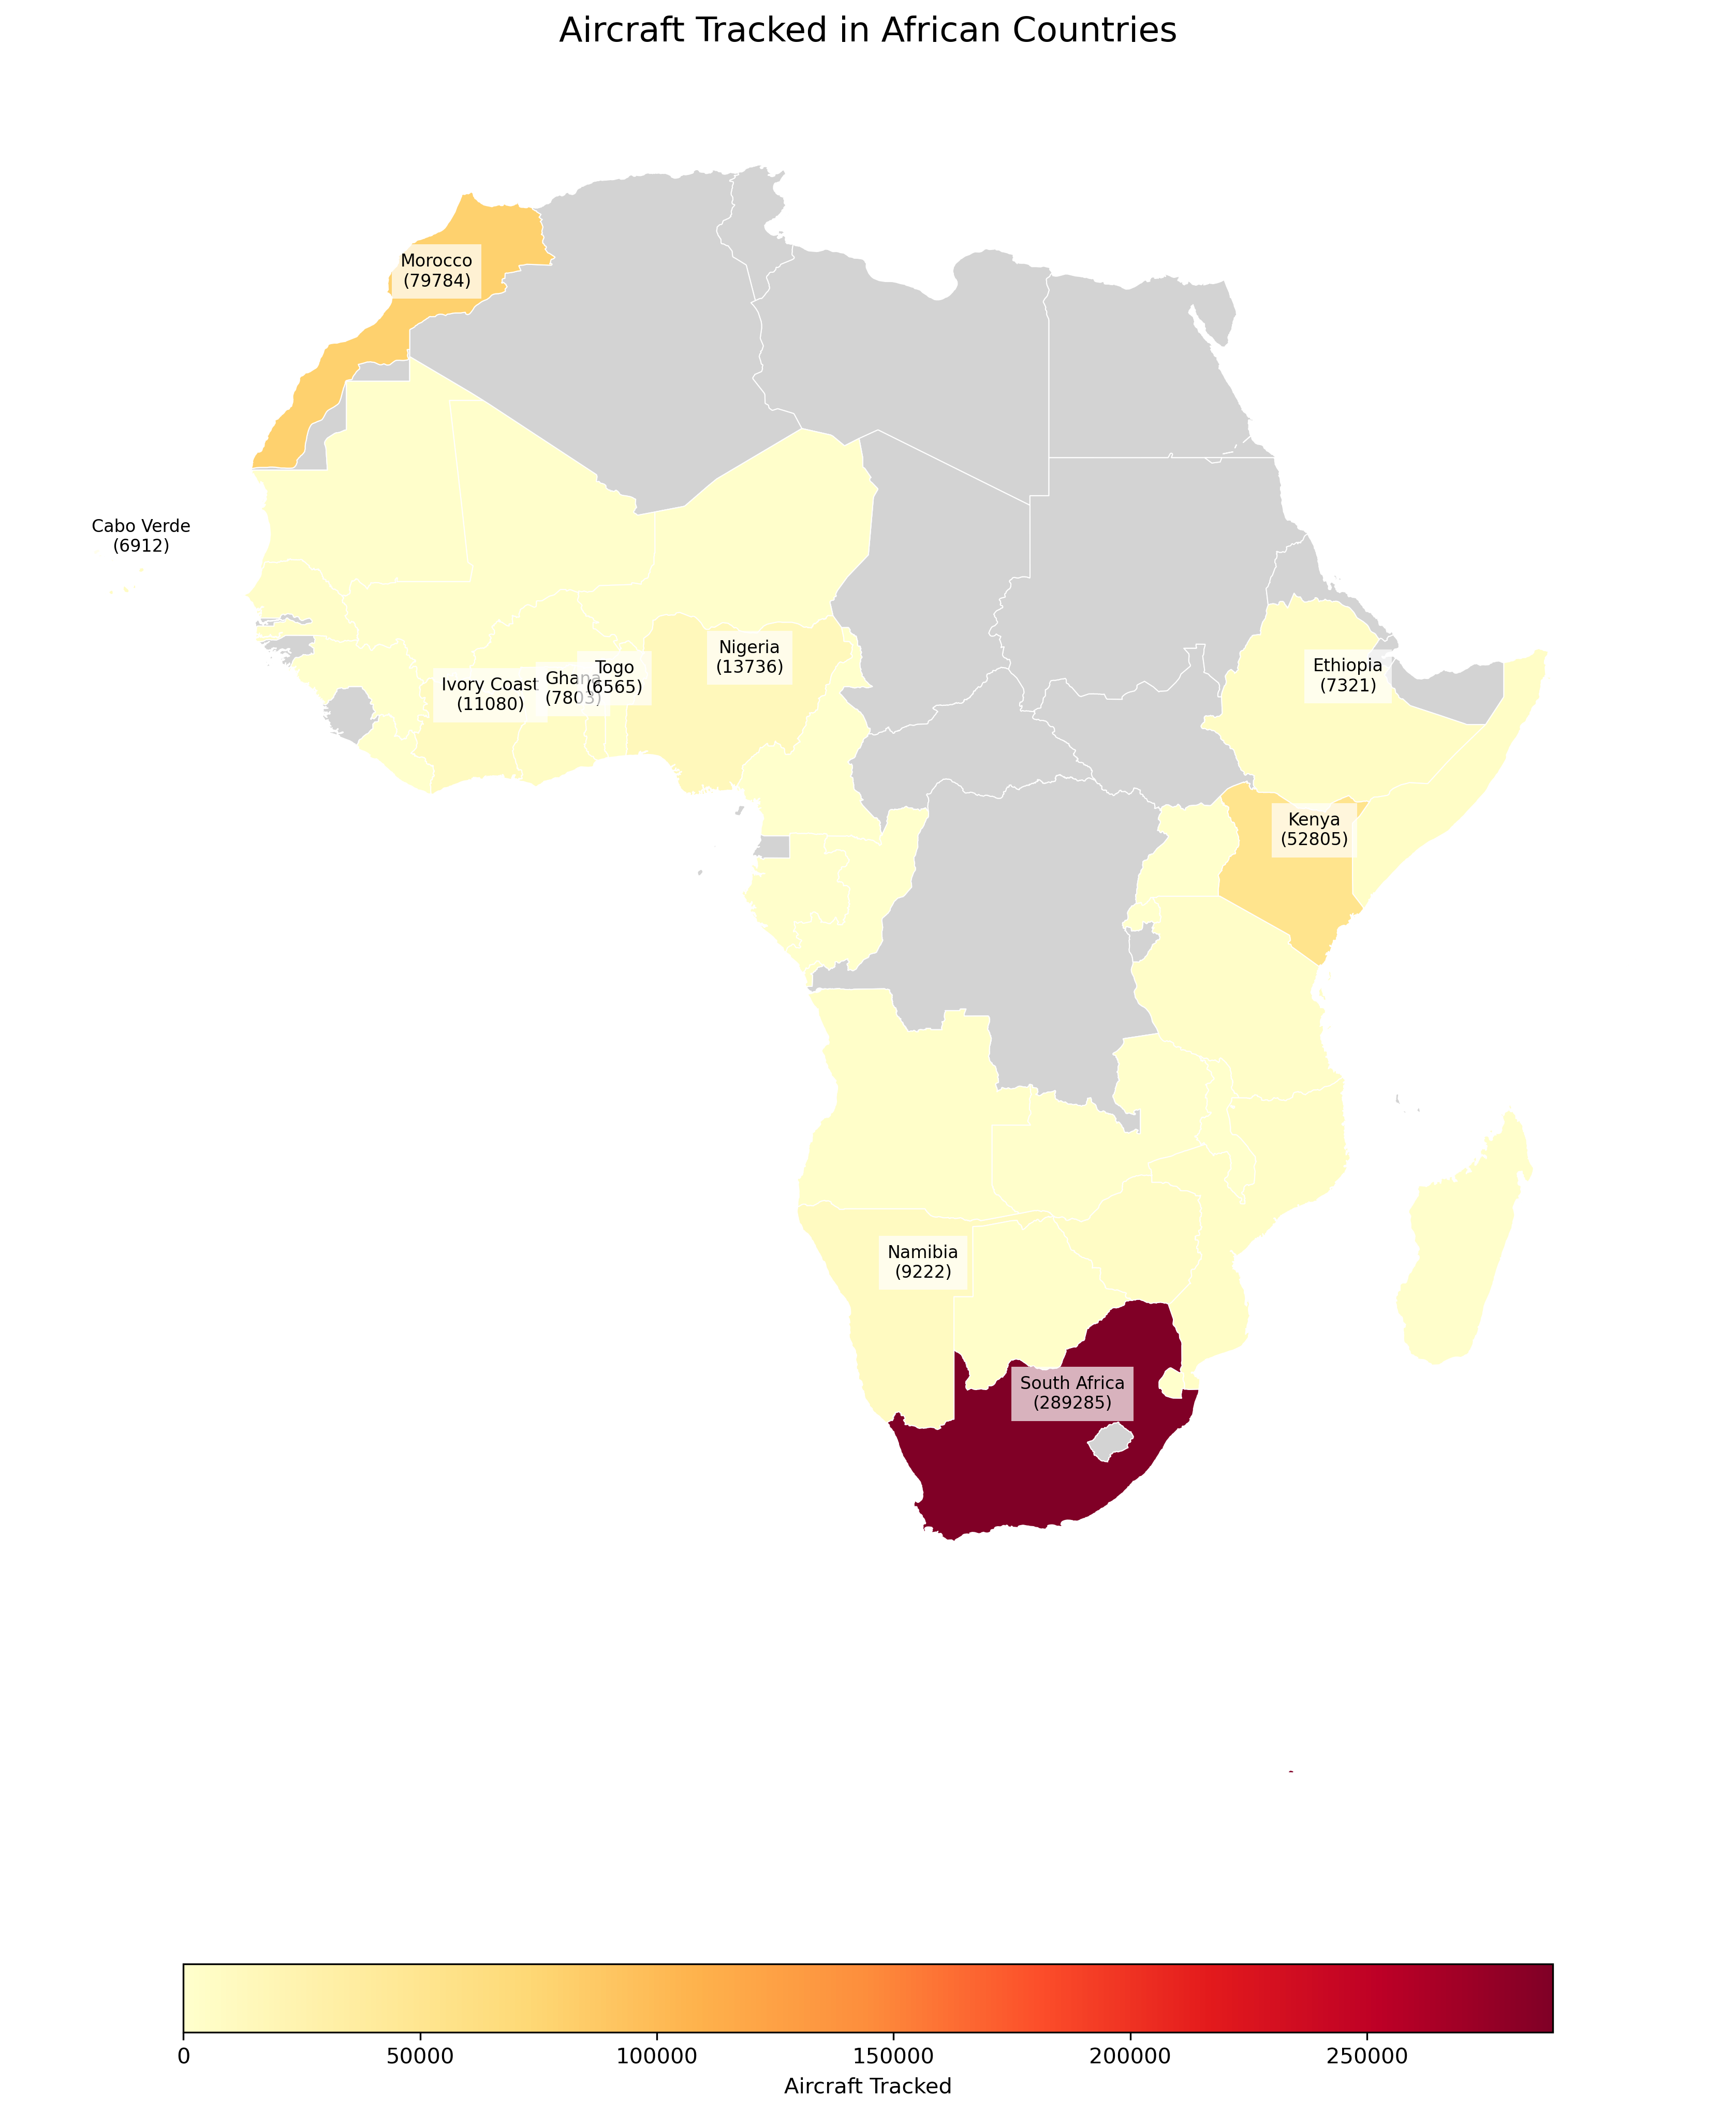 Aircraft Tracked in African Countries
Morocco
(79784)
Cabo Verde
(6912)
Nigeria
(13736)
Togo
(6565)
Ghana
(7803)
Ivory Coast
(11080)
Ethiopia
(7321)
Kenya
(52805)
Namibia
(9222)
South Africa
(289285)
0 50000 100000 150000 200000 250000
Aircraft Tracked